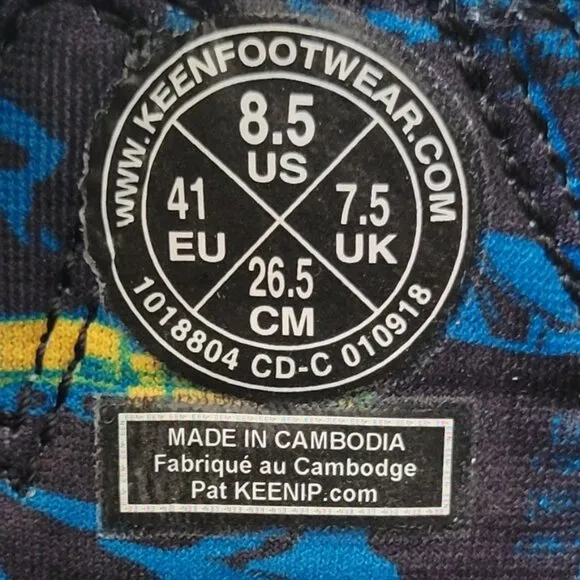 WWW.KEENFOOTWEAR.COM
8.5
US
41
EU
7.5
UK
26.5
CM
1018804 CD-C 010918
MADE IN CAMBODIA
Fabriqué au Cambodge
Pat KEENIP.com